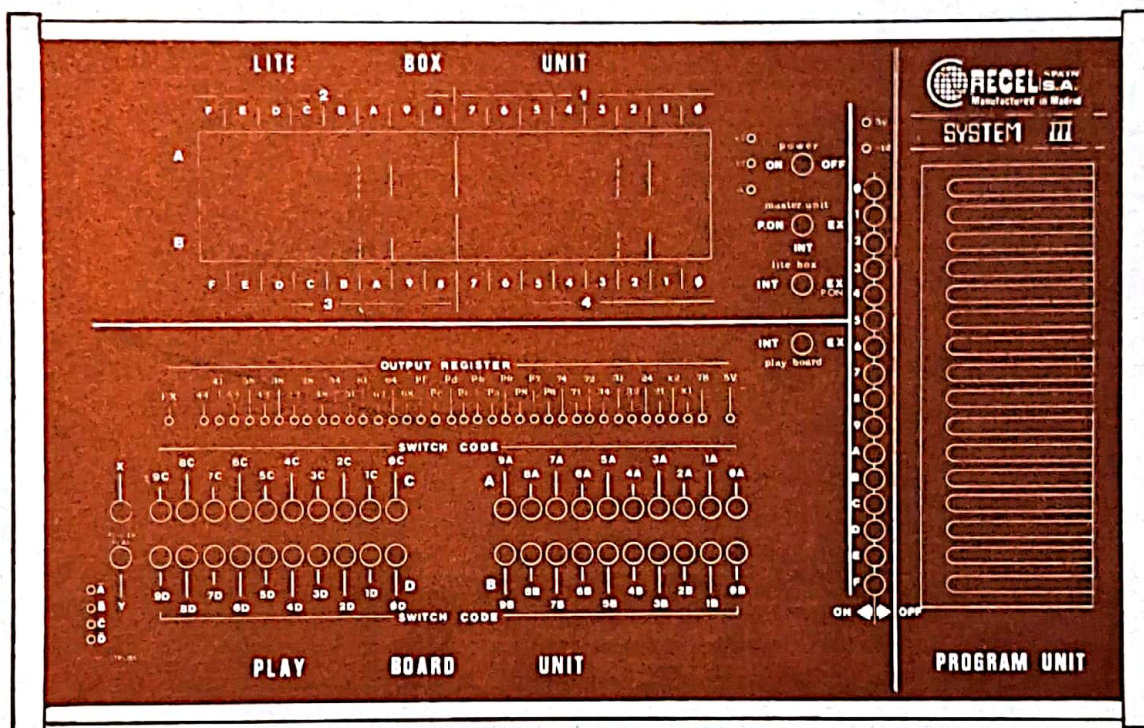 LITE BOX UNIT
2 1
F E D C B A 9 8 7 6 5 4 3 2 1 0
A
B
F E D C B A 9 8 7 6 5 4 3 2 1 0
3 4
power
ON OFF
master unit
P.ON EX
INT
lite box
INT EX
P.ON
INT EX
play board
5v
RECEL SPAIN
S.A.
Manufactured in Madrid
SYSTEM III
0
1
2
3
4
5
6
7
8
9
A
B
C
D
E
F
ON OFF
PROGRAM UNIT
OUTPUT REGISTER
EX
5V
SWITCH CODE
X
8C 6C 4C 2C 0C 9A 7A 5A 3A 1A
9C 7C 5C 3C 1C C A 8A 6A 4A 2A 0A
9D 7D 5D 3D 1D D B 8B 6B 4B 2B 0B
8D 6D 4D 2D 0D 9B 7B 5B 3B 1B
Y
A
B
C
D
SWITCH CODE
PLAY BOARD UNIT